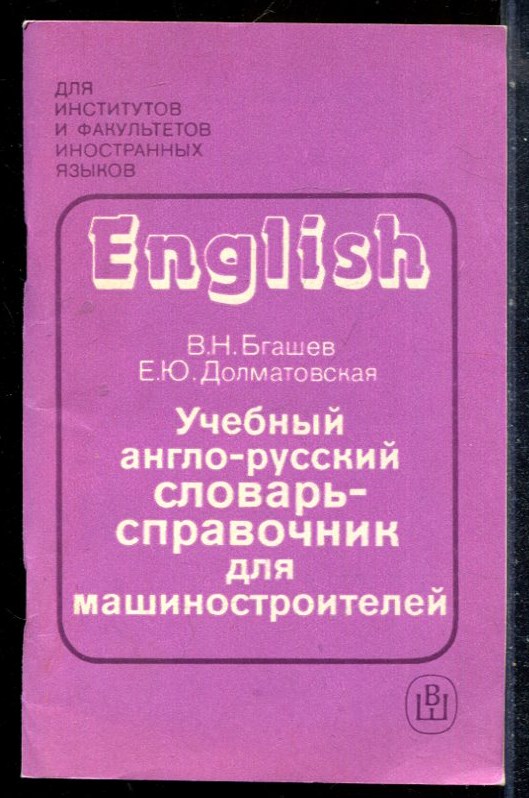 ДЛЯ
ИНСТИТУТОВ
И ФАКУЛЬТЕТОВ
ИНОСТРАННЫХ
ЯЗЫКОВ
English
В.Н.Бгашев
Е.Ю.Долматовская
Учебный
англо-русский
словарь-
справочник
для
машиностроителей
ВШ